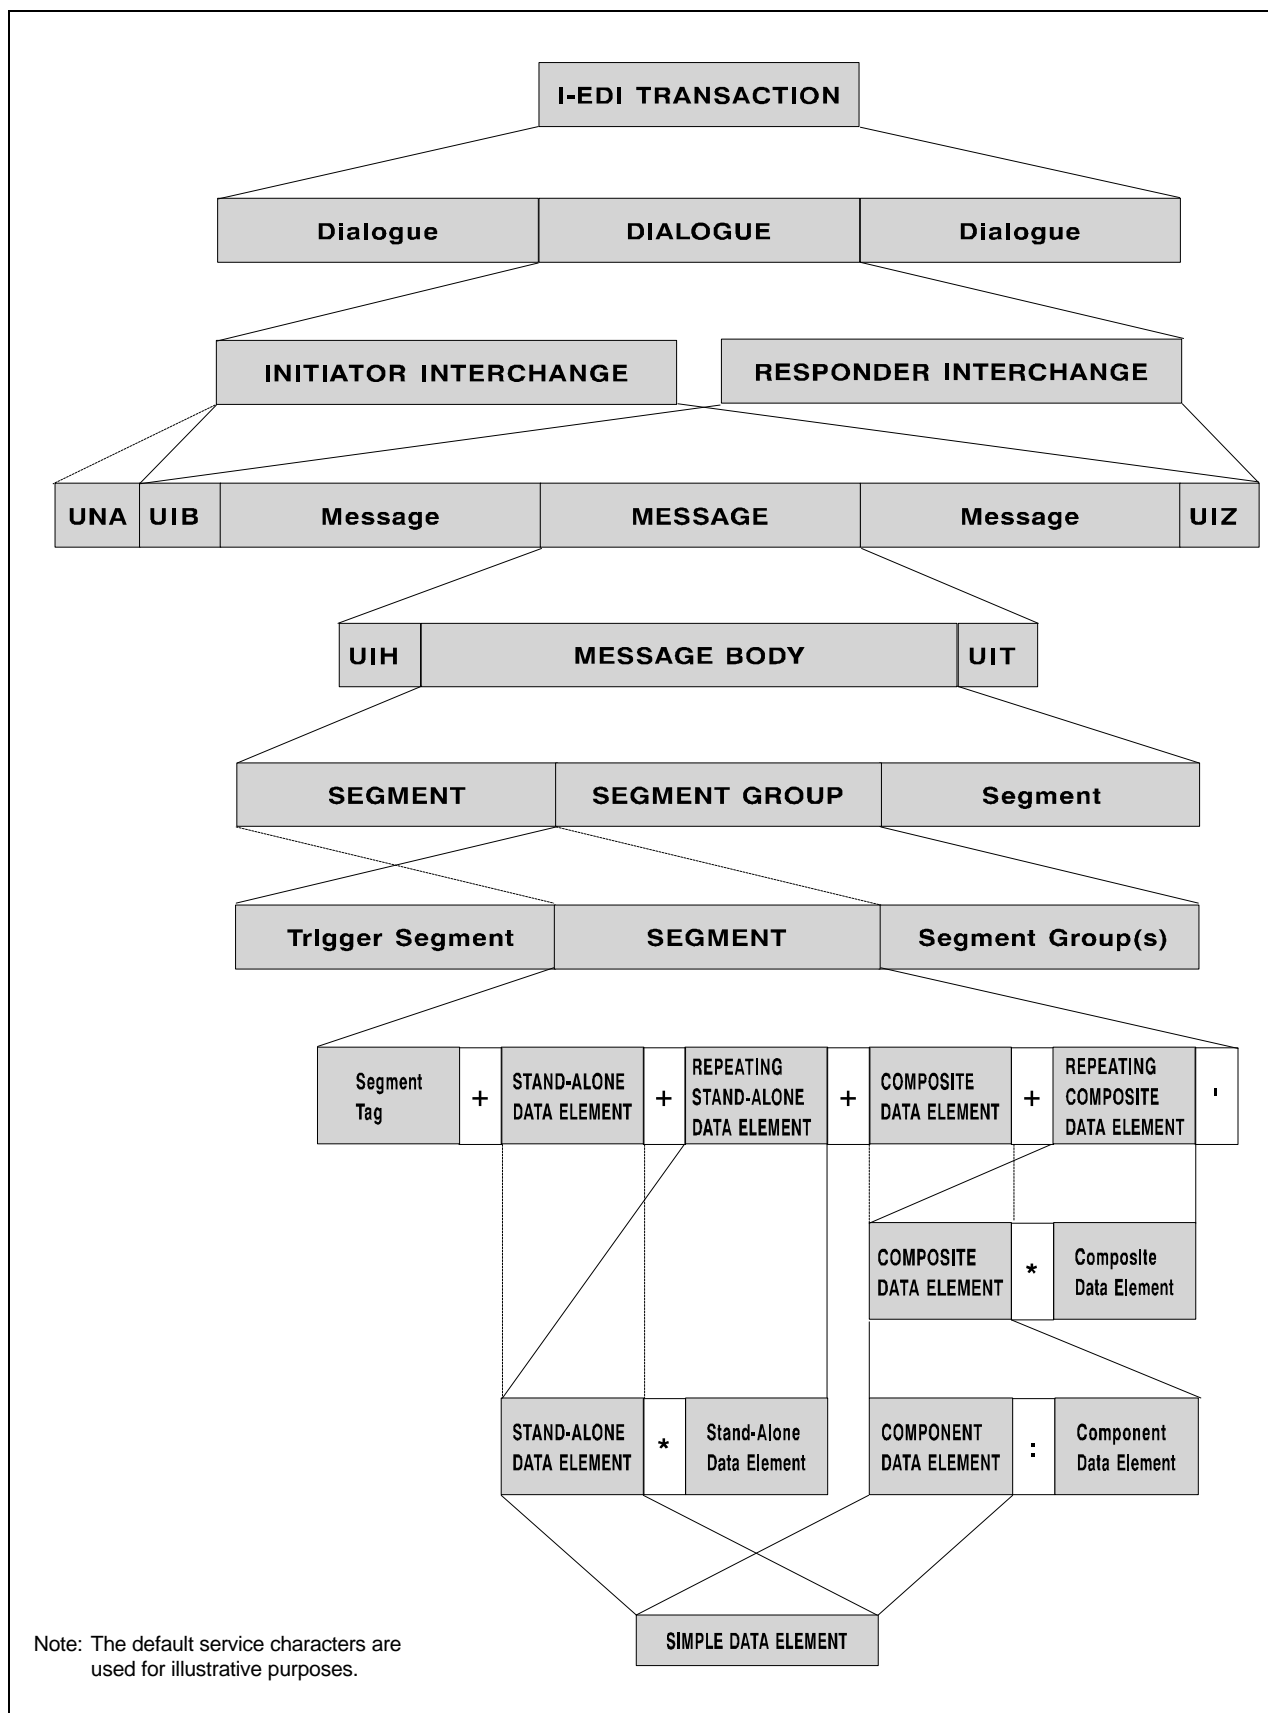 I-EDI TRANSACTION
Dialogue DIALOGUE Dialogue
INITIATOR INTERCHANGE RESPONDER INTERCHANGE
UNA UIB Message MESSAGE Message UIZ
UIH MESSAGE BODY UIT
SEGMENT SEGMENT GROUP Segment
TrIgger Segment SEGMENT Segment Group(s)
Segment
Tag
+
STAND-ALONE
DATA ELEMENT
+
REPEATING
STAND-ALONE
DATA ELEMENT
+
COMPOSITE
DATA ELEMENT
+
REPEATING
COMPOSITE
DATA ELEMENT
'
COMPOSITE
DATA ELEMENT
*
Composite
Data Element
STAND-ALONE
DATA ELEMENT
*
Stand-Alone
Data Element
COMPONENT
DATA ELEMENT
:
Component
Data Element
SIMPLE DATA ELEMENT
Note: The default service characters are
used for illustrative purposes.